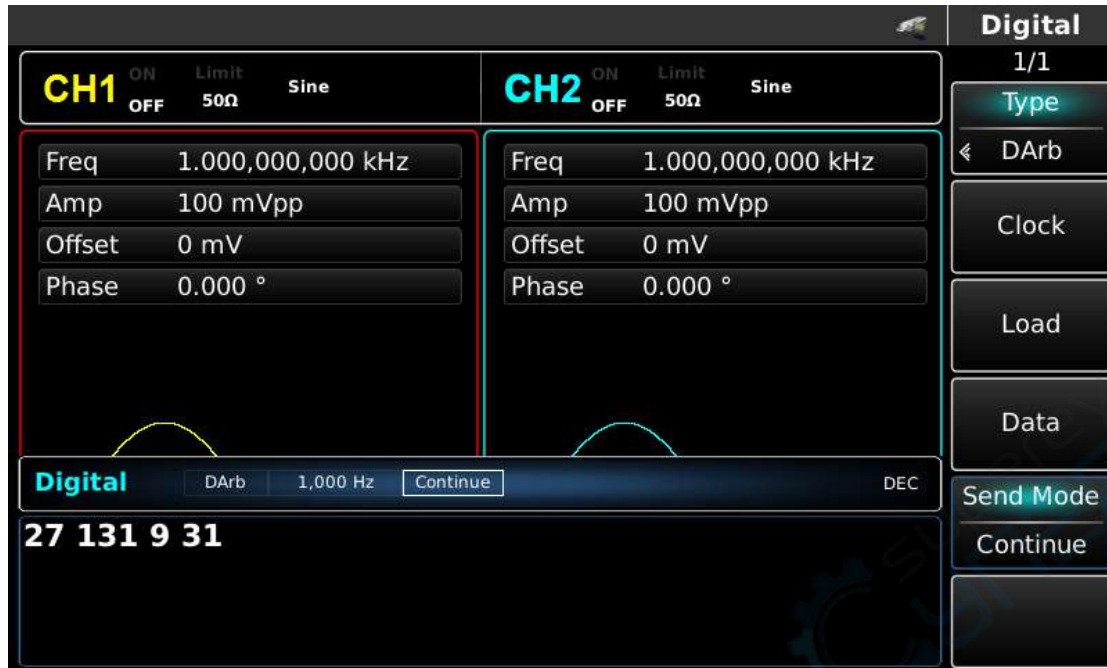 Digital
1/1
CH1 ON OFF Limit 50Ω Sine
CH2 ON OFF Limit 50Ω Sine
Type
DArb
Freq 1.000,000,000 kHz
Amp 100 mVpp
Offset 0 mV
Phase 0.000 °
Freq 1.000,000,000 kHz
Amp 100 mVpp
Offset 0 mV
Phase 0.000 °
Clock
Load
Data
Digital DArb 1,000 Hz Continue DEC
27 131 9 31
Send Mode
Continue